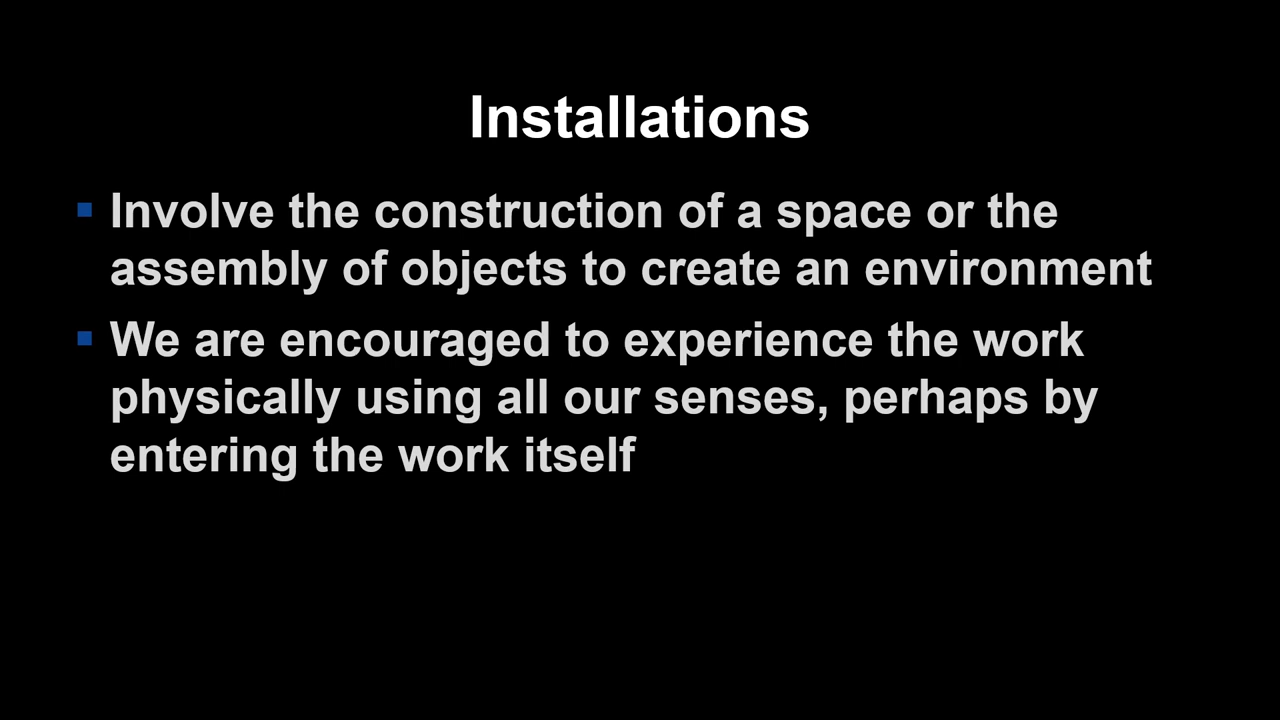 Installations
▪ Involve the construction of a space or the
assembly of objects to create an environment
▪ We are encouraged to experience the work
physically using all our senses, perhaps by
entering the work itself